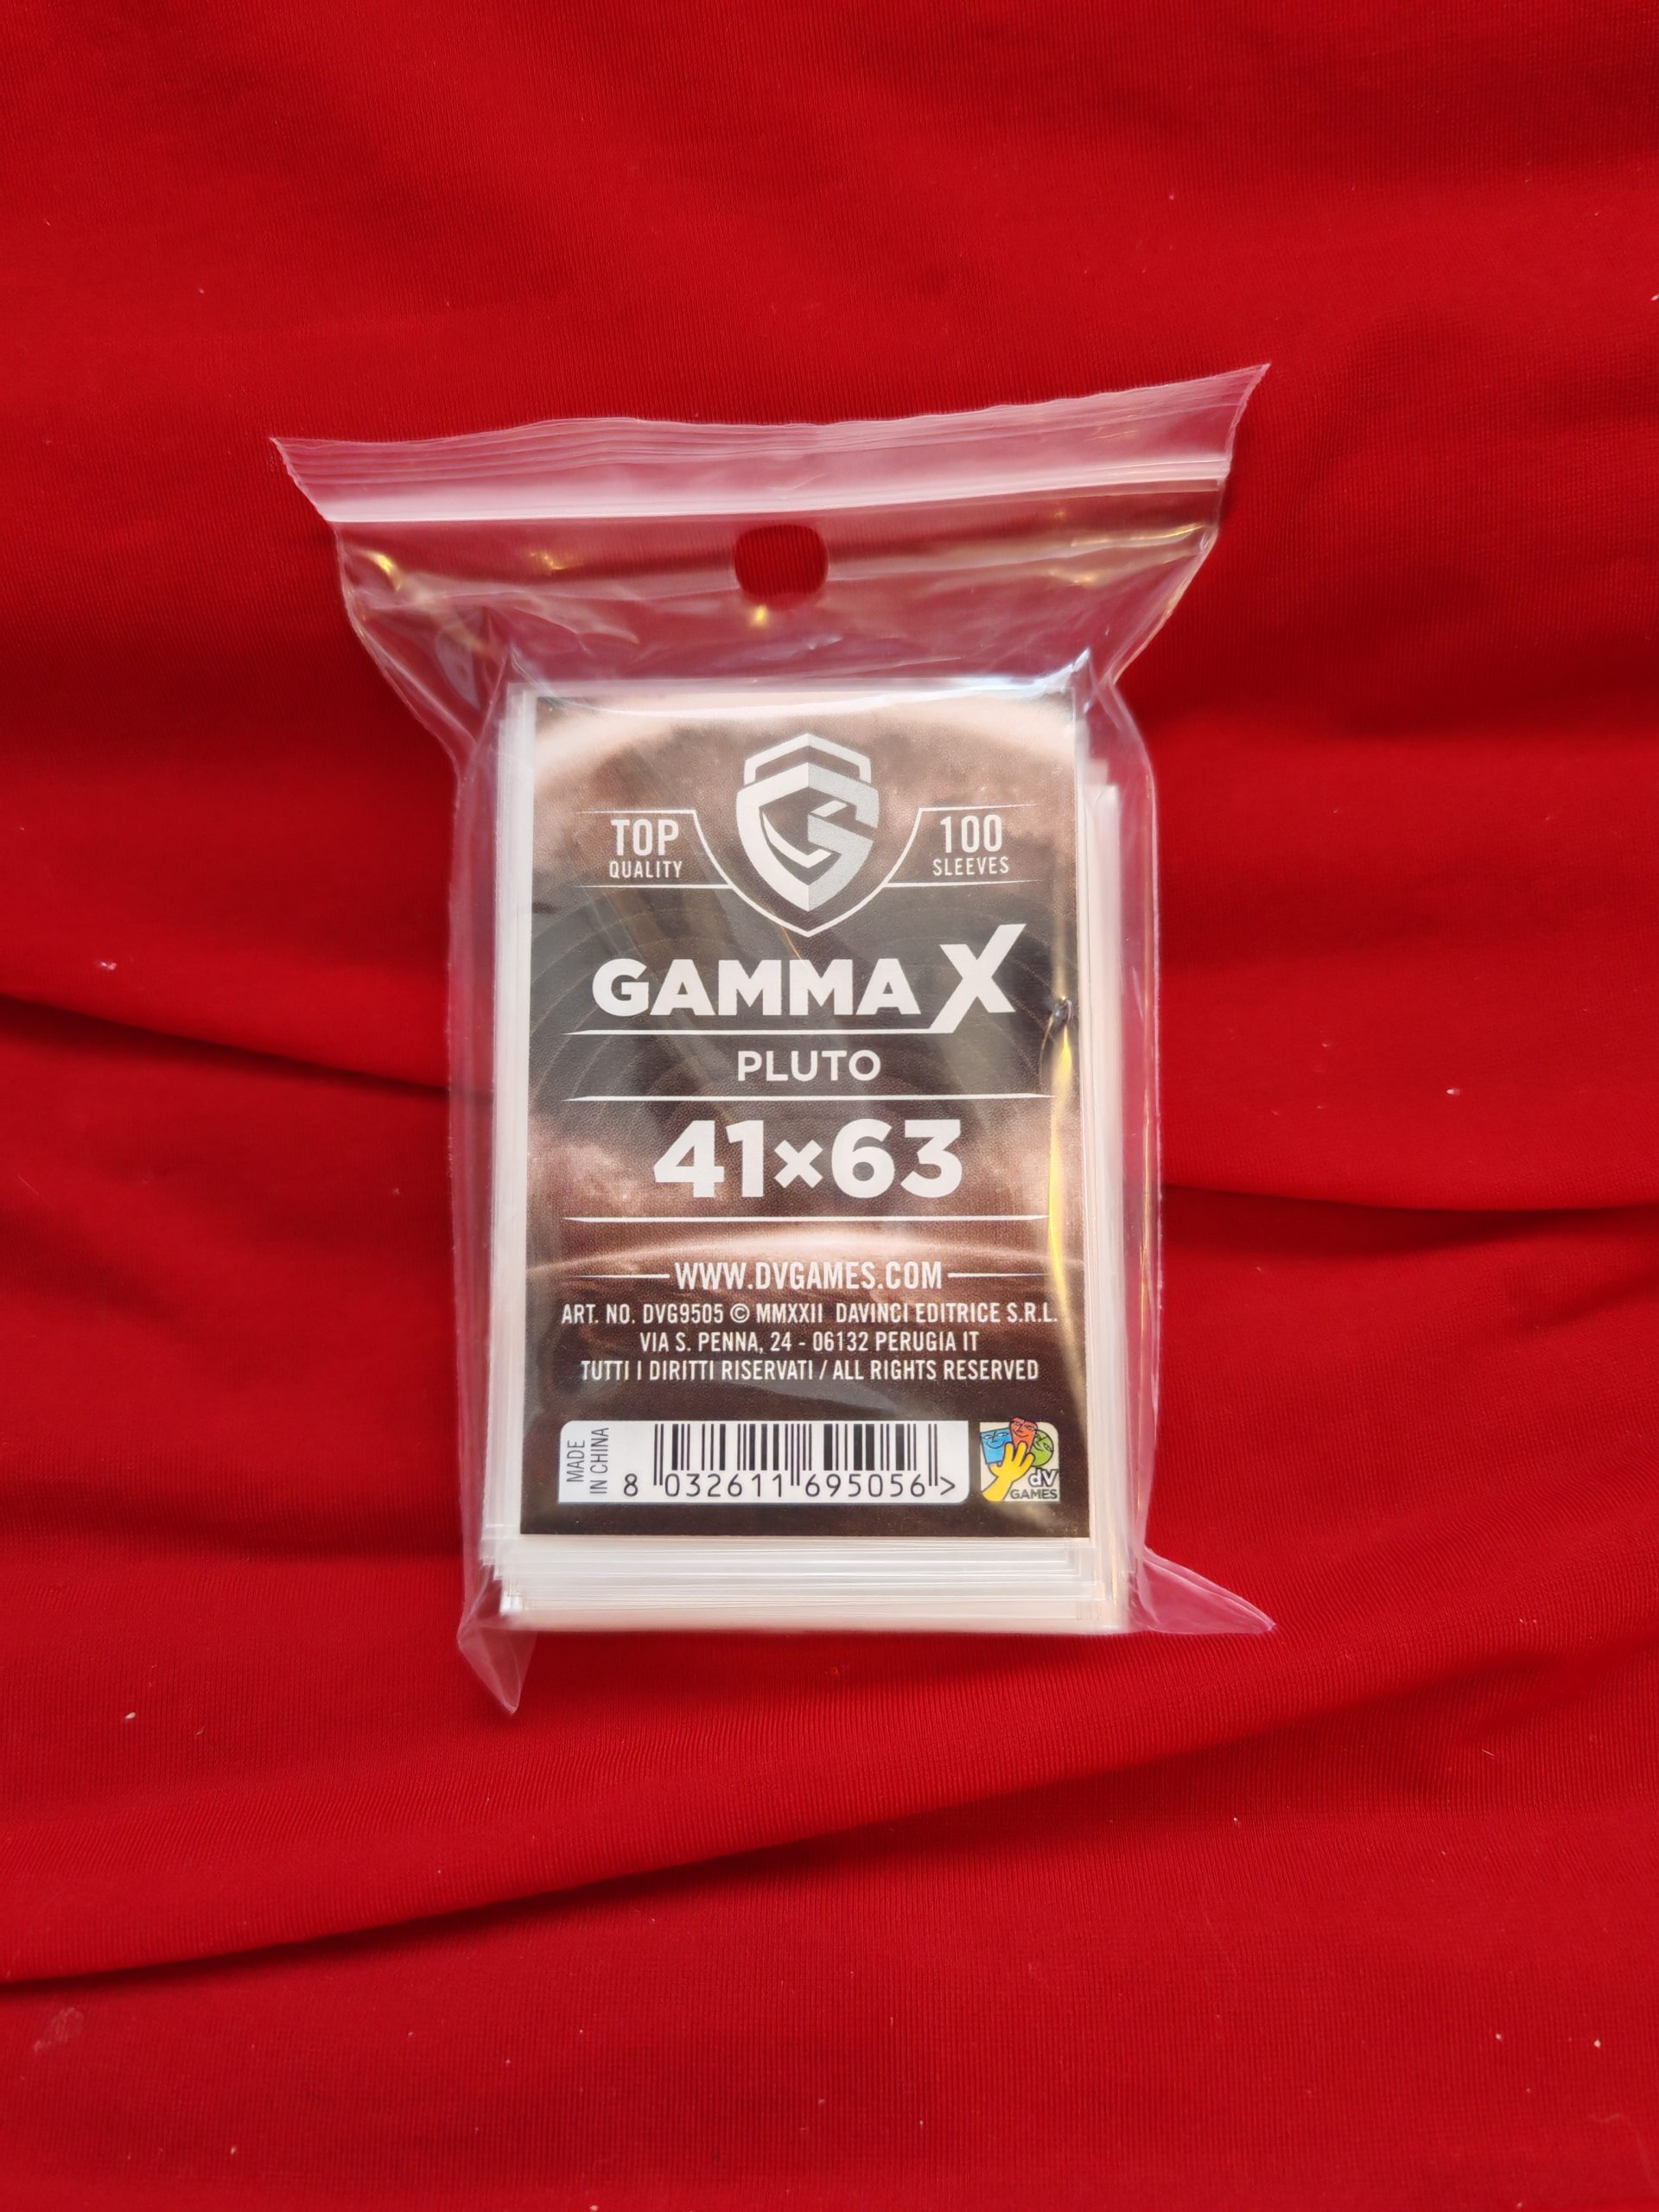 TOP
QUALITY
100
SLEEVES
GAMMA X
PLUTO
41×63
WWW.DVGAMES.COM
ART. NO. DVG9505 © MMXXII DAVINCI EDITRICE S.R.L.
VIA S. PENNA, 24 - 06132 PERUGIA IT
TUTTI I DIRITTI RISERVATI / ALL RIGHTS RESERVED
MADE
IN CHINA
8 032611 695056 >
dV
GAMES